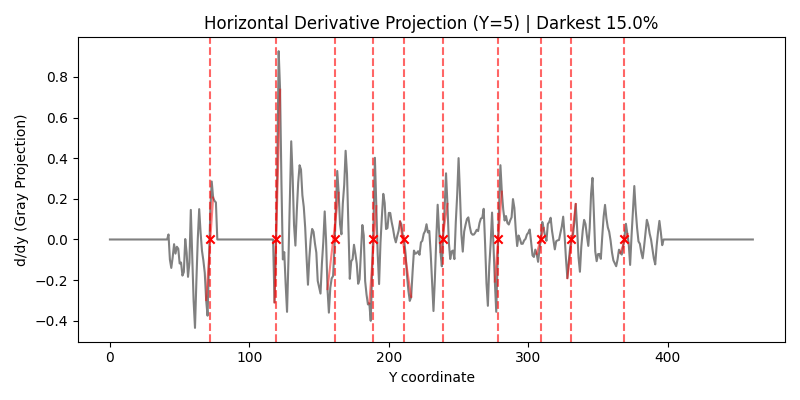 Horizontal Derivative Projection (Y=5) | Darkest 15.0%
d/dy (Gray Projection)
0.8
0.6
0.4
0.2
0.0
−0.2
−0.4
0 100 200 300 400
Y coordinate